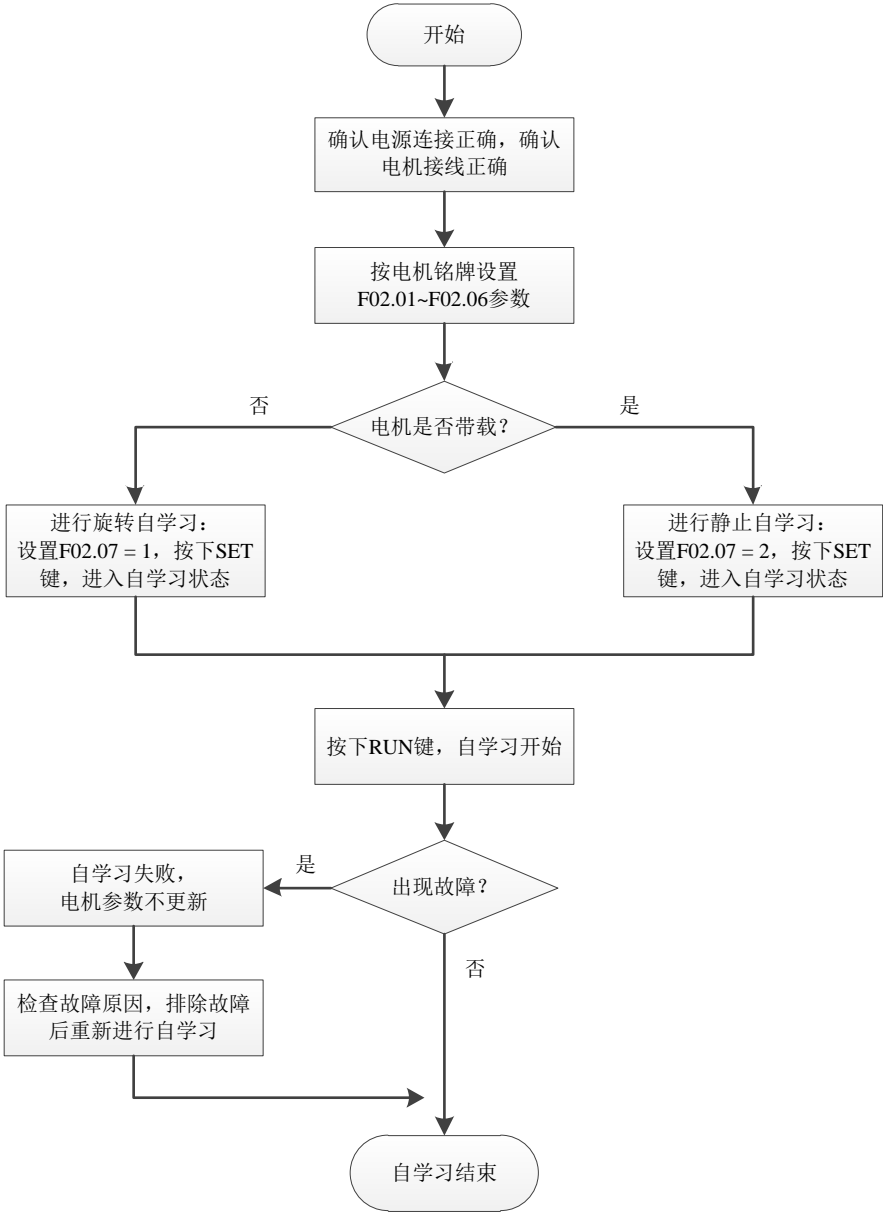 开始
确认电源连接正确，确认
电机接线正确
按电机铭牌设置
F02.01~F02.06参数
电机是否带载？
否
是
进行旋转自学习：
设置F02.07 = 1，按下SET
键，进入自学习状态
进行静止自学习：
设置F02.07 = 2，按下SET
键，进入自学习状态
按下RUN键，自学习开始
出现故障？
是
自学习失败，
电机参数不更新
否
检查故障原因，排除故障
后重新进行自学习
自学习结束